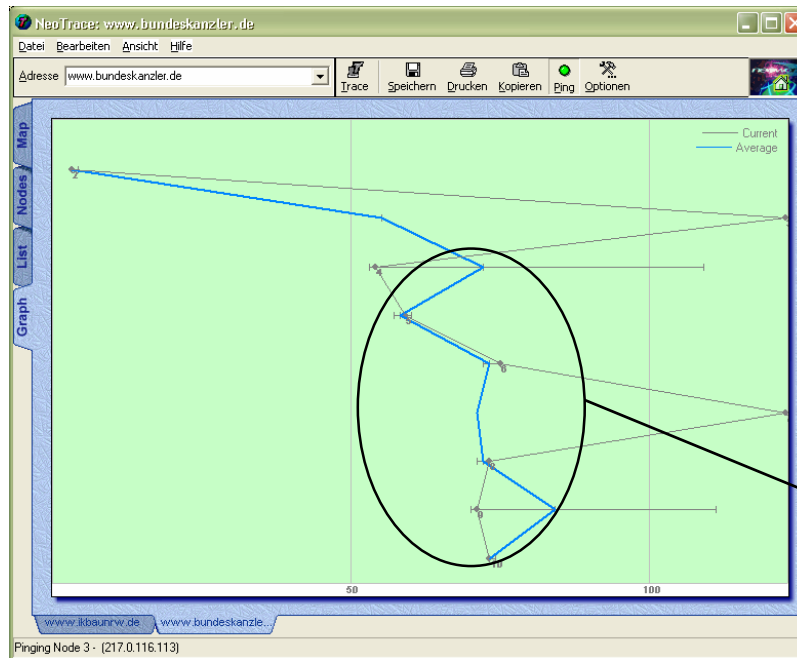 NeoTrace: www.bundeskanzler.de
Datei Bearbeiten Ansicht Hilfe
Adresse www.bundeskanzler.de Trace Speichern Drucken Kopieren Ping Optionen
Map
Nodes
List
Graph
Current
Average
2
4
5
6
8
9
10
50 100
www.ikbaunrw.de www.bundeskanzle...
Pinging Node 3 - (217.0.116.113)